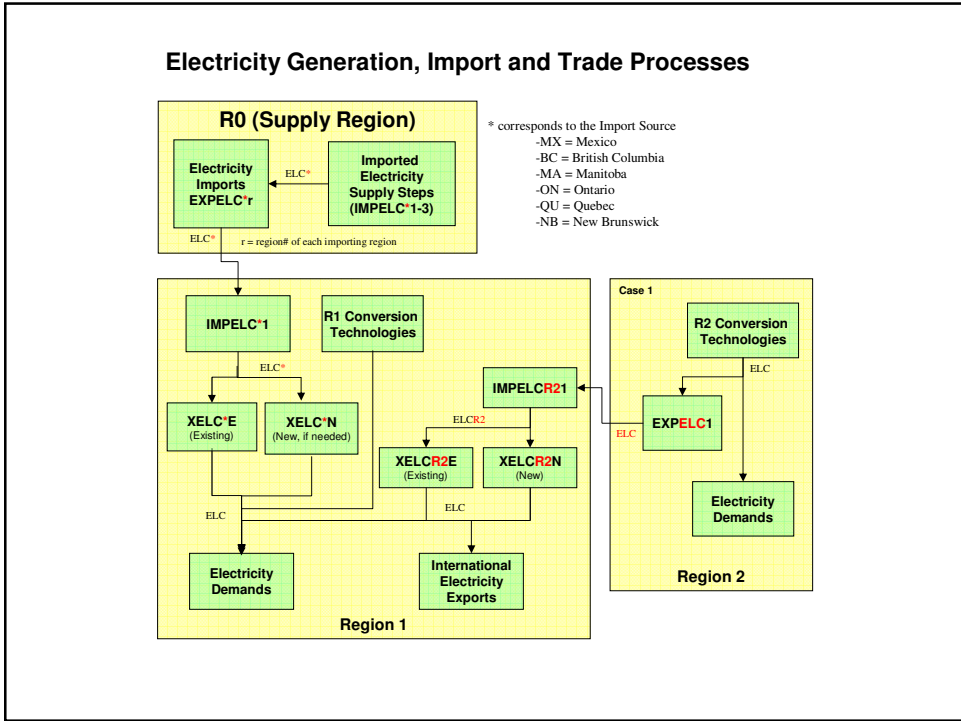 Electricity Generation, Import and Trade Processes
R0 (Supply Region)
Electricity
Imports
EXPELC*r
ELC*
Imported
Electricity
Supply Steps
(IMPELC*1-3)
ELC*
r = region# of each importing region
* corresponds to the Import Source
-MX = Mexico
-BC = British Columbia
-MA = Manitoba
-ON = Ontario
-QU = Quebec
-NB = New Brunswick
IMPELC*1
R1 Conversion
Technologies
ELC*
XELC*E
(Existing)
XELC*N
(New, if needed)
IMPELCR21
ELCR2
XELCR2E
(Existing)
XELCR2N
(New)
ELC
ELC
Electricity
Demands
International
Electricity
Exports
Region 1
Case 1
R2 Conversion
Technologies
ELC
ELC
EXPELC1
Electricity
Demands
Region 2